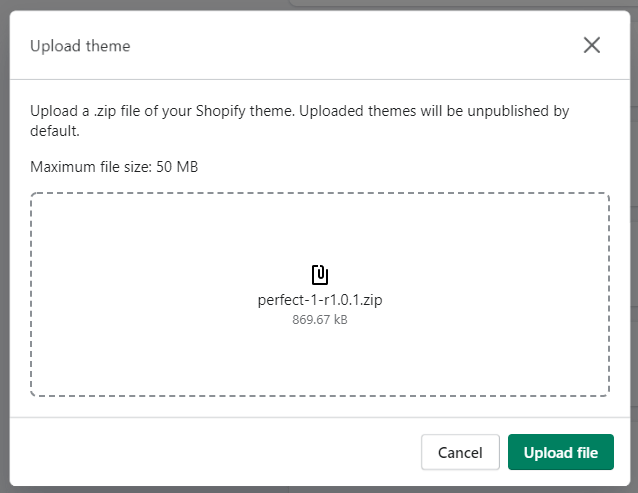 Upload theme
Upload a .zip file of your Shopify theme. Uploaded themes will be unpublished by
default.
Maximum file size: 50 MB
perfect-1-r1.0.1.zip
869.67 kB
Cancel
Upload file